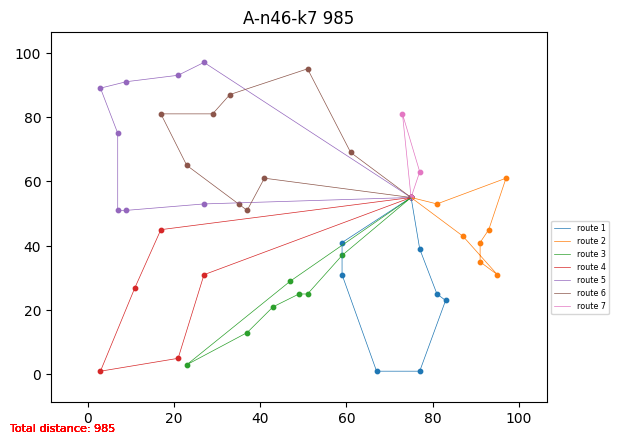 A-n46-k7 985
100
80
60
40
20
0
0 20 40 60 80 100
route 1
route 2
route 3
route 4
route 5
route 6
route 7
Total distance: 985